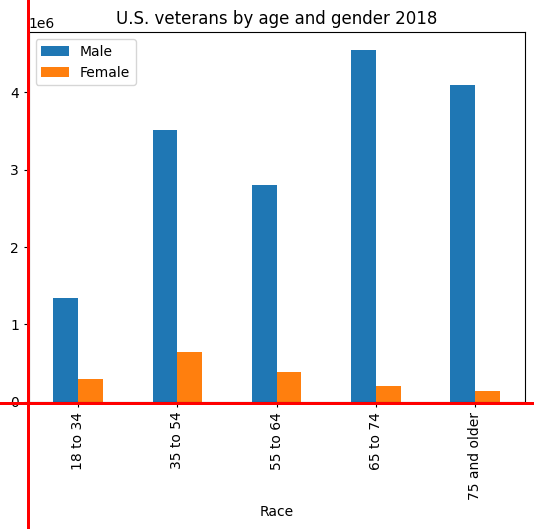 U.S. veterans by age and gender 2018
1e6
Male
Female
4
3
2
1
0
18 to 34
35 to 54
55 to 64
65 to 74
75 and older
Race